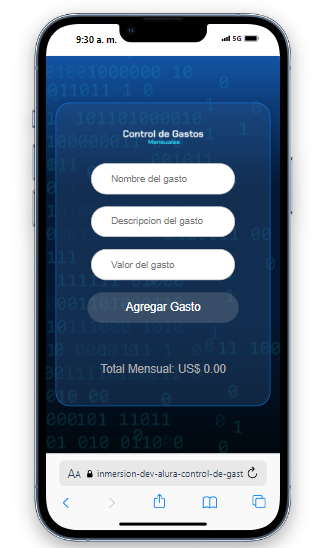 9:30 a. m.
5G
Control de Gastos
Mensuales
Nombre del gasto
Descripcion del gasto
Valor del gasto
Agregar Gasto
Total Mensual: US$ 0.00
AA inmersion-dev-alura-control-de-gast